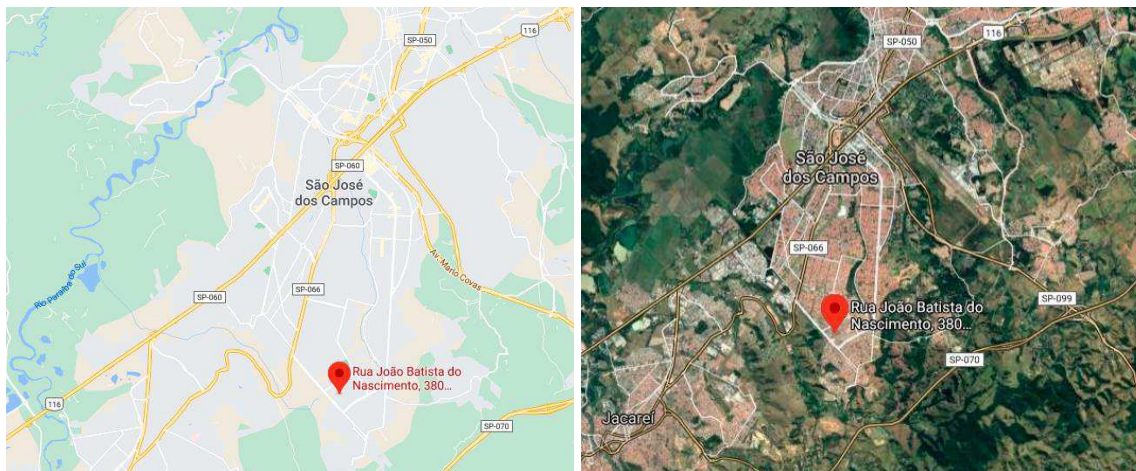 SP-050
116
SP-060
São José
dos Campos
Rio Paraíba do Sul
Av. Mario Covas
SP-060
SP-066
Rua João Batista do
Nascimento, 380...
116
SP-070
SP-050
116
São José
dos Campos
SP-066
SP-099
Rua João Batista do
Nascimento, 380...
SP-070
Jacareí